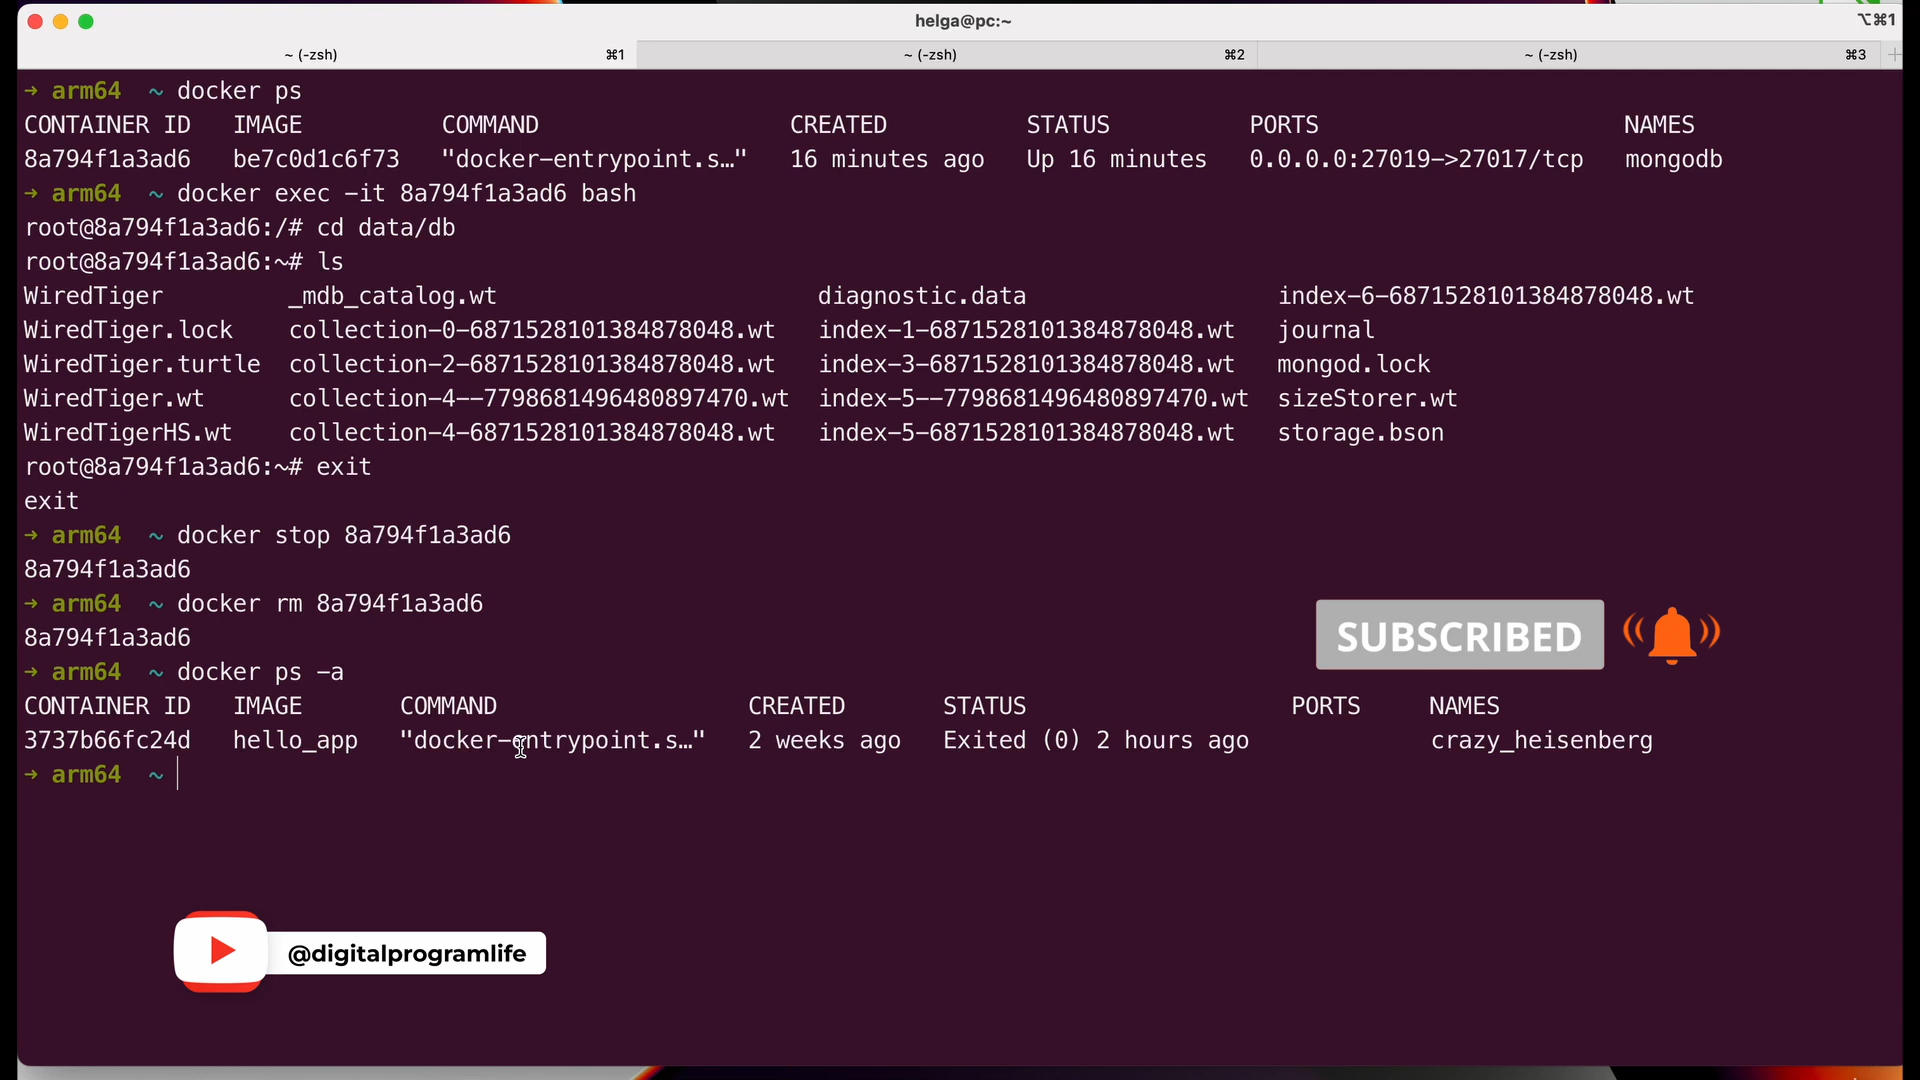 helga@pc:~ ⌥⌘1
~ (-zsh) ⌘1 ~ (-zsh) ⌘2 ~ (-zsh) ⌘3
→ arm64 ~ docker ps
CONTAINER ID IMAGE COMMAND CREATED STATUS PORTS NAMES
8a794f1a3ad6 be7c0d1c6f73 "docker-entrypoint.s…" 16 minutes ago Up 16 minutes 0.0.0.0:27019->27017/tcp mongodb
→ arm64 ~ docker exec -it 8a794f1a3ad6 bash
root@8a794f1a3ad6:/# cd data/db
root@8a794f1a3ad6:~# ls
WiredTiger _mdb_catalog.wt diagnostic.data index-6-6871528101384878048.wt
WiredTiger.lock collection-0-6871528101384878048.wt index-1-6871528101384878048.wt journal
WiredTiger.turtle collection-2-6871528101384878048.wt index-3-6871528101384878048.wt mongod.lock
WiredTiger.wt collection-4--7798681496480897470.wt index-5--7798681496480897470.wt sizeStorer.wt
WiredTigerHS.wt collection-4-6871528101384878048.wt index-5-6871528101384878048.wt storage.bson
root@8a794f1a3ad6:~# exit
exit
→ arm64 ~ docker stop 8a794f1a3ad6
8a794f1a3ad6
→ arm64 ~ docker rm 8a794f1a3ad6
8a794f1a3ad6
SUBSCRIBED
→ arm64 ~ docker ps -a
CONTAINER ID IMAGE COMMAND CREATED STATUS PORTS NAMES
3737b66fc24d hello_app "docker-entrypoint.s…" 2 weeks ago Exited (0) 2 hours ago crazy_heisenberg
→ arm64 ~
@digitalprogramlife